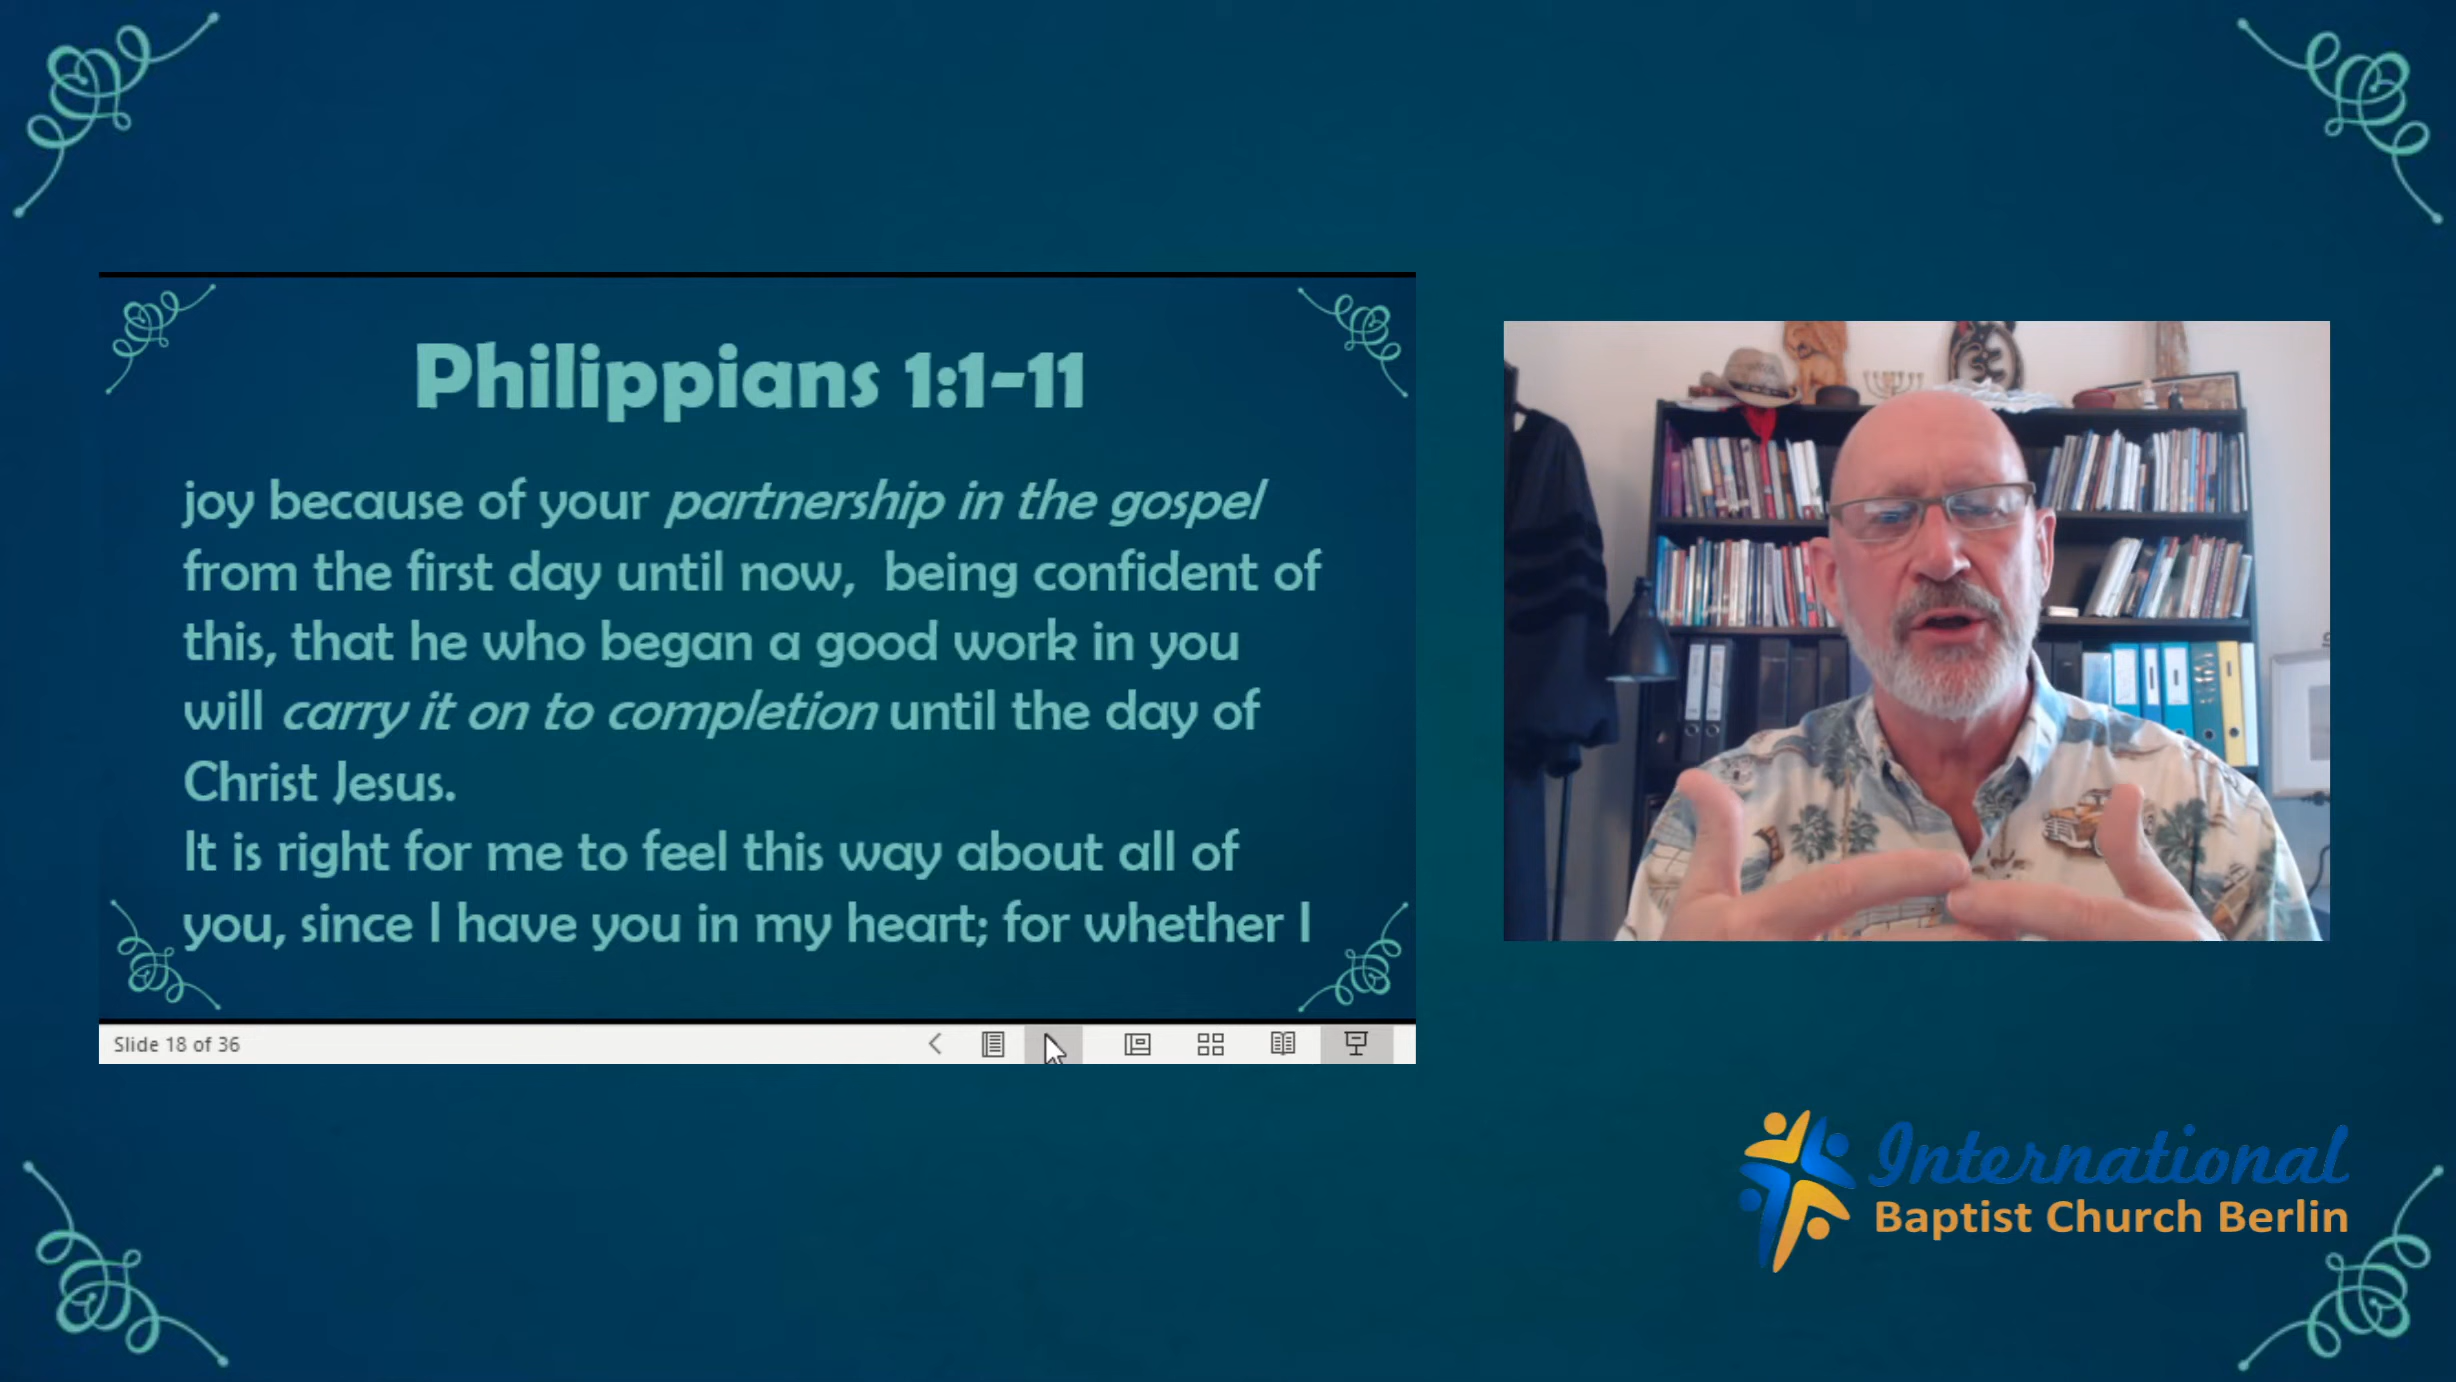 Philippians 1:1-11
joy because of your partnership in the gospel
from the first day until now,  being confident of
this, that he who began a good work in you
will carry it on to completion until the day of
Christ Jesus.
It is right for me to feel this way about all of
you, since I have you in my heart; for whether I
Slide 18 of 36
International
Baptist Church Berlin